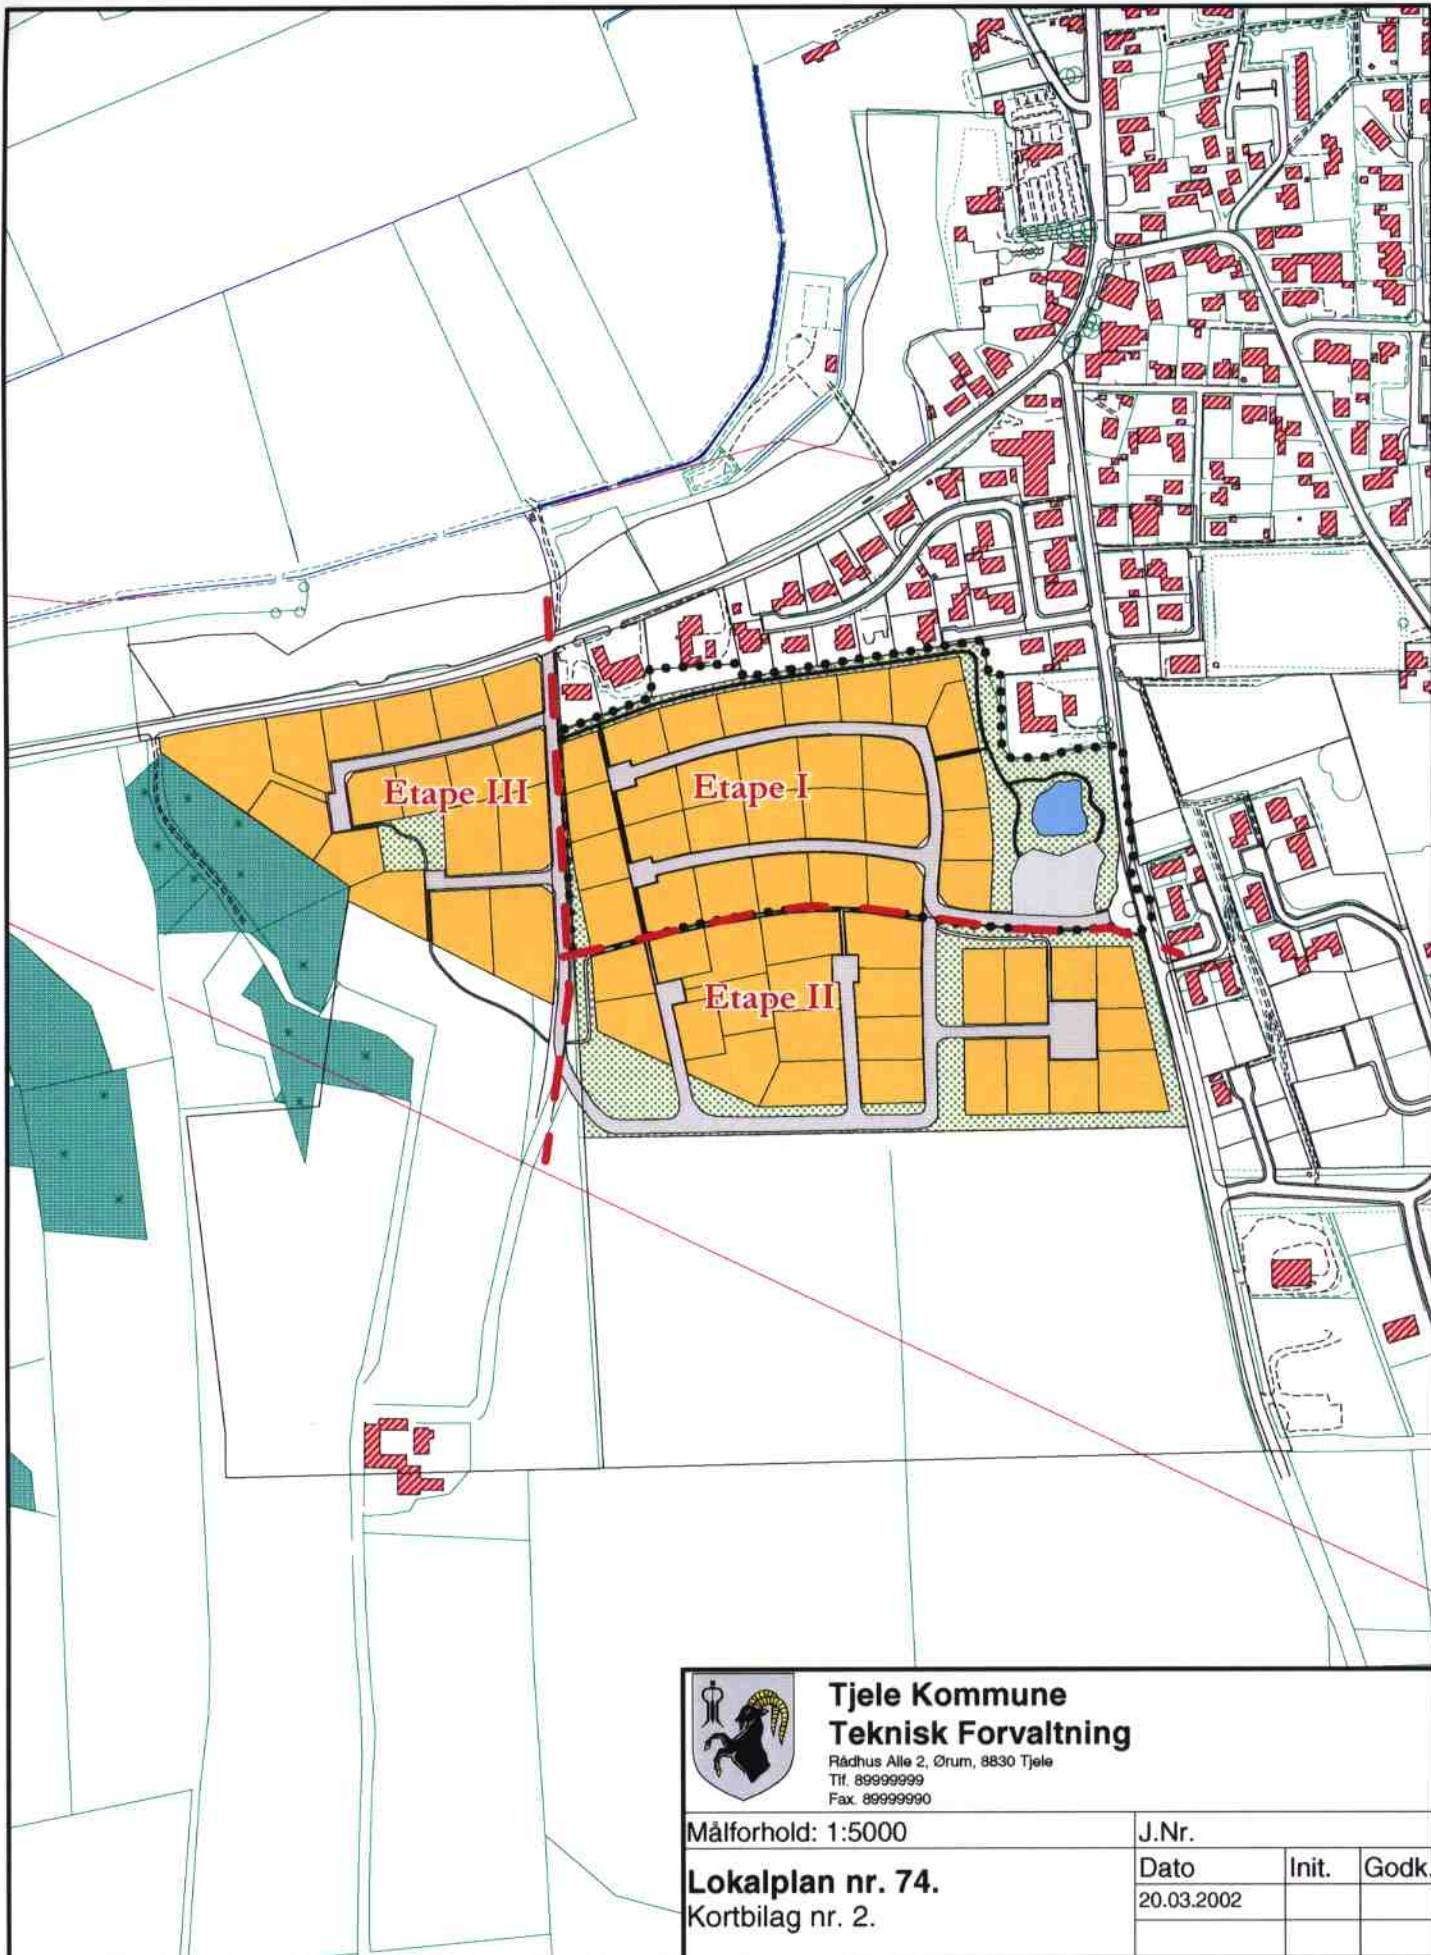 Etape III
Etape I
Etape II
Tjele Kommune
Teknisk Forvaltning
Rådhus Alle 2, Ørum, 8830 Tjele
Tlf. 89999999
Fax. 89999990
Målforhold: 1:5000
J.Nr.
Lokalplan nr. 74.
Kortbilag nr. 2.
Dato
Init.
Godk.
20.03.2002